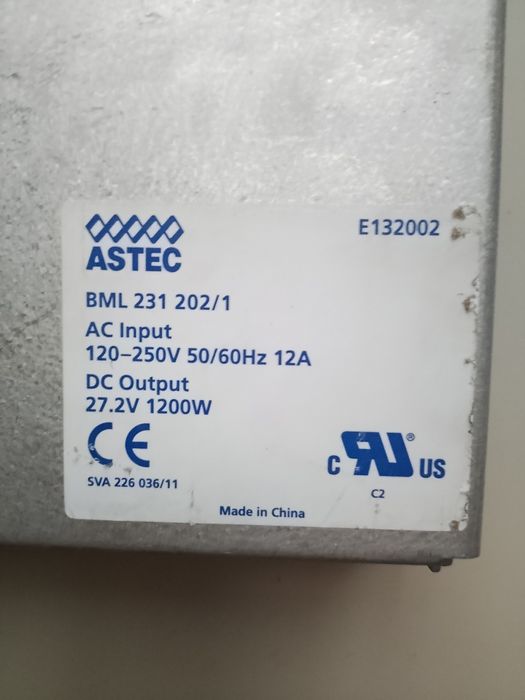 ASTEC
E132002
BML 231 202/1
AC Input
120–250V 50/60Hz 12A
DC Output
27.2V 1200W
CE
SVA 226 036/11
C RU® US
C2
Made in China